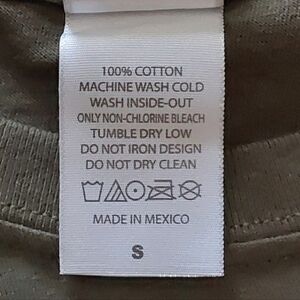 100% COTTON
MACHINE WASH COLD
WASH INSIDE-OUT
ONLY NON-CHLORINE BLEACH
TUMBLE DRY LOW
DO NOT IRON DESIGN
DO NOT DRY CLEAN
MADE IN MEXICO
S